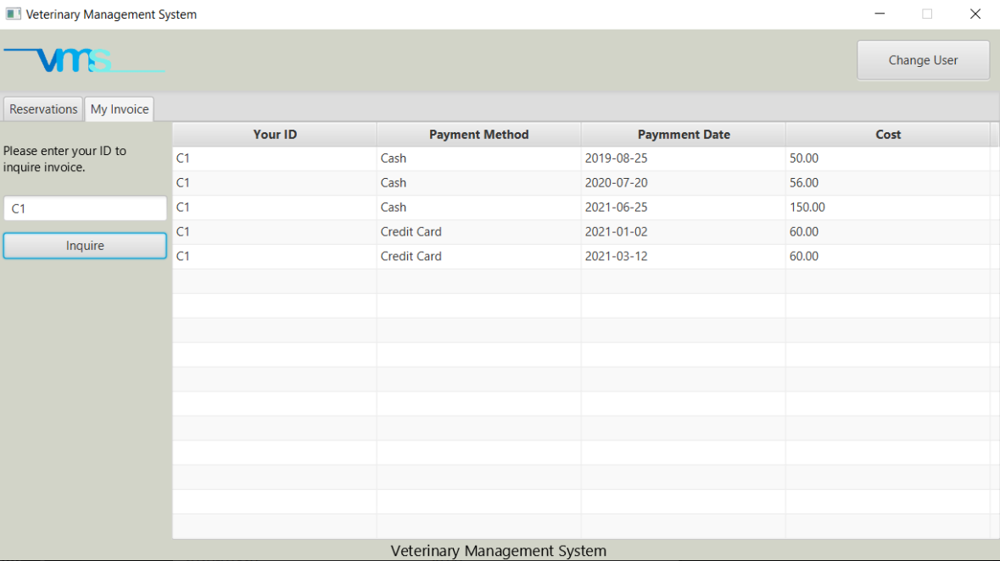 Veterinary Management System
vms
Change User
Reservations My Invoice
Please enter your ID to
inquire invoice.
C1
Inquire
Your ID Payment Method Paymment Date Cost
C1 Cash 2019-08-25 50.00
C1 Cash 2020-07-20 56.00
C1 Cash 2021-06-25 150.00
C1 Credit Card 2021-01-02 60.00
C1 Credit Card 2021-03-12 60.00
Veterinary Management System